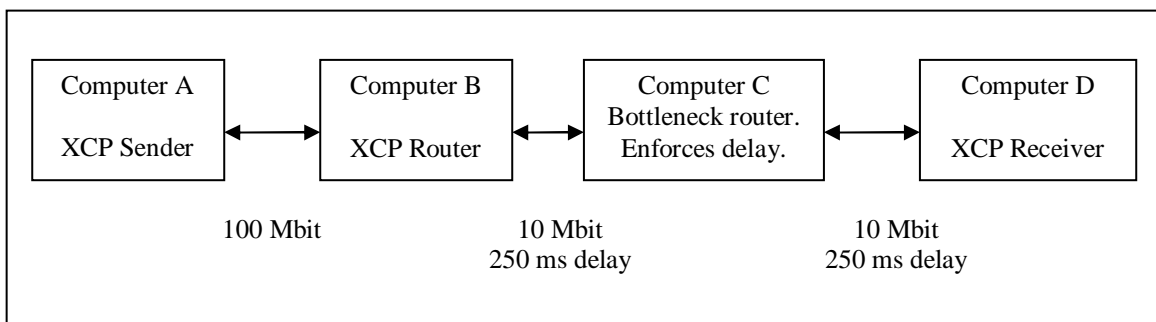 Computer A
XCP Sender
Computer B
XCP Router
Computer C
Bottleneck router.
Enforces delay.
Computer D
XCP Receiver
100 Mbit
10 Mbit
250 ms delay
10 Mbit
250 ms delay